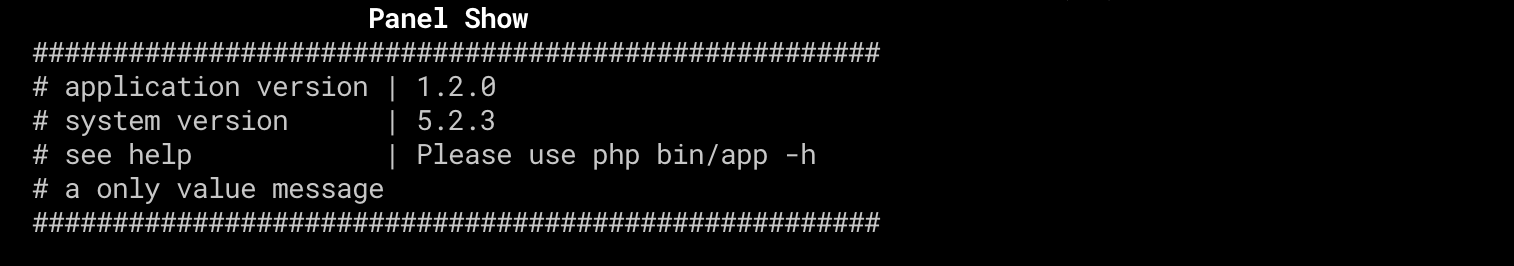 Panel Show
#####################################################
# application version | 1.2.0
# system version      | 5.2.3
# see help            | Please use php bin/app -h
# a only value message
#####################################################